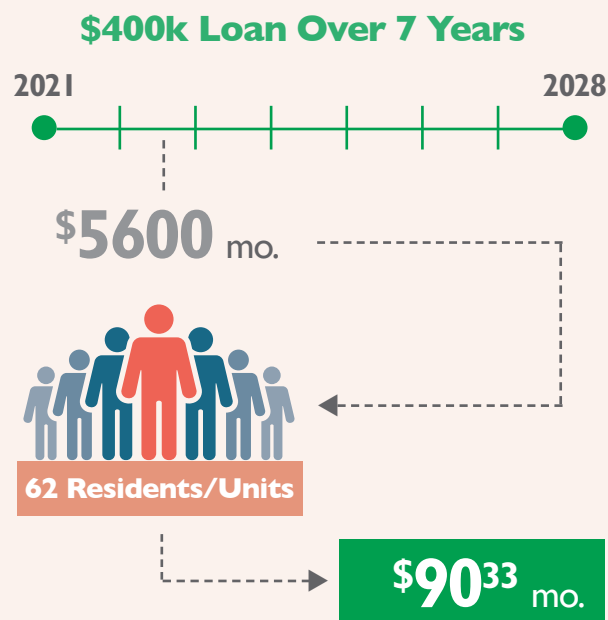 $400k Loan Over 7 Years
2021 2028
$5600 mo.
62 Residents/Units
$90³³ mo.